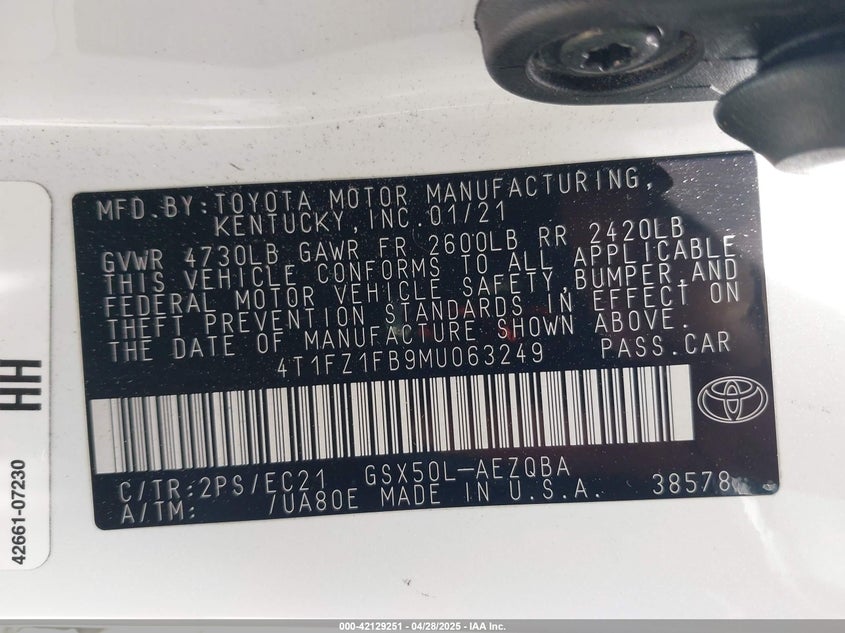 MFD. BY: TOYOTA MOTOR MANUFACTURING,
KENTUCKY, INC. 01/21
GVWR 4730LB GAWR FR 2600LB RR 2420LB
THIS VEHICLE CONFORMS TO ALL APPLICABLE
FEDERAL MOTOR VEHICLE SAFETY, BUMPER, AND
THEFT PREVENTION STANDARDS IN EFFECT ON
THE DATE OF MANUFACTURE SHOWN ABOVE.
4T1FZ1FB9MU063249 PASS. CAR
C/TR: 2PS/EC21 GSX50L-AEZQBA
A/TM: /UA80E MADE IN U.S.A. 38578
HH
42661-07230
000-42129251 | 04/28/2025 | IAA Inc.